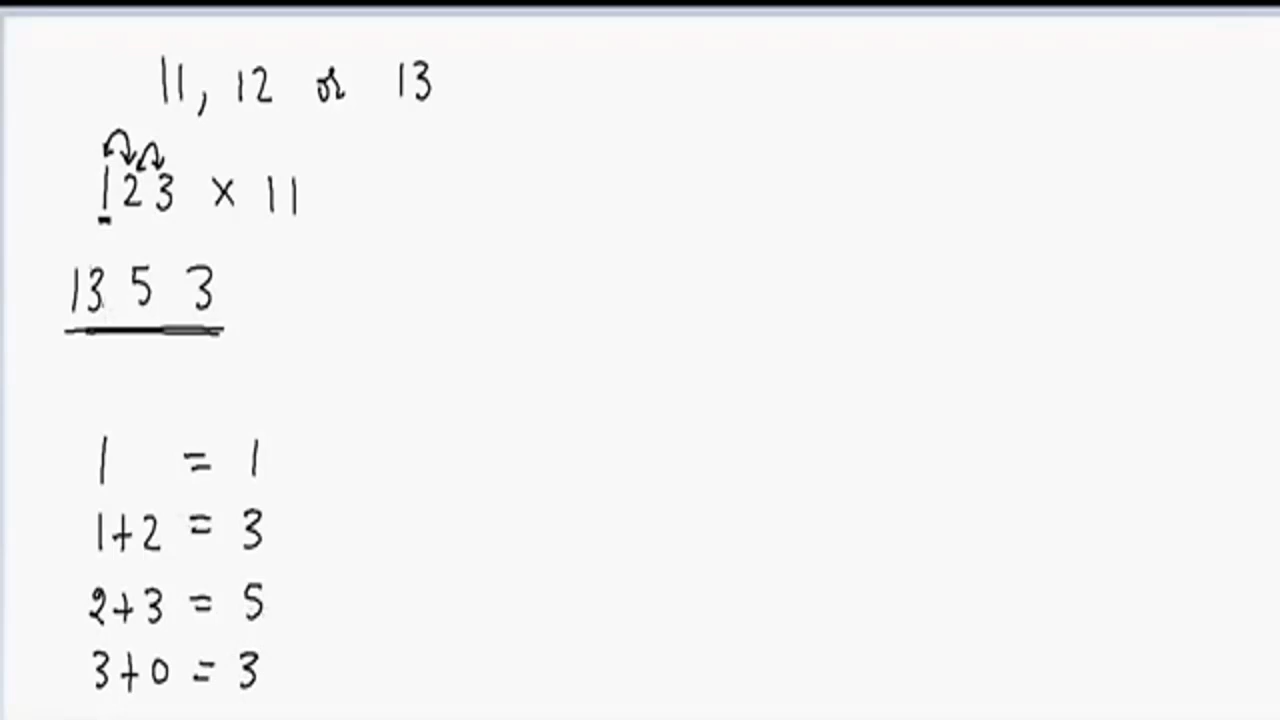 11, 12 or 13
123 × 11
13 5 3
1 = 1
1+2 = 3
2+3 = 5
3+0 = 3